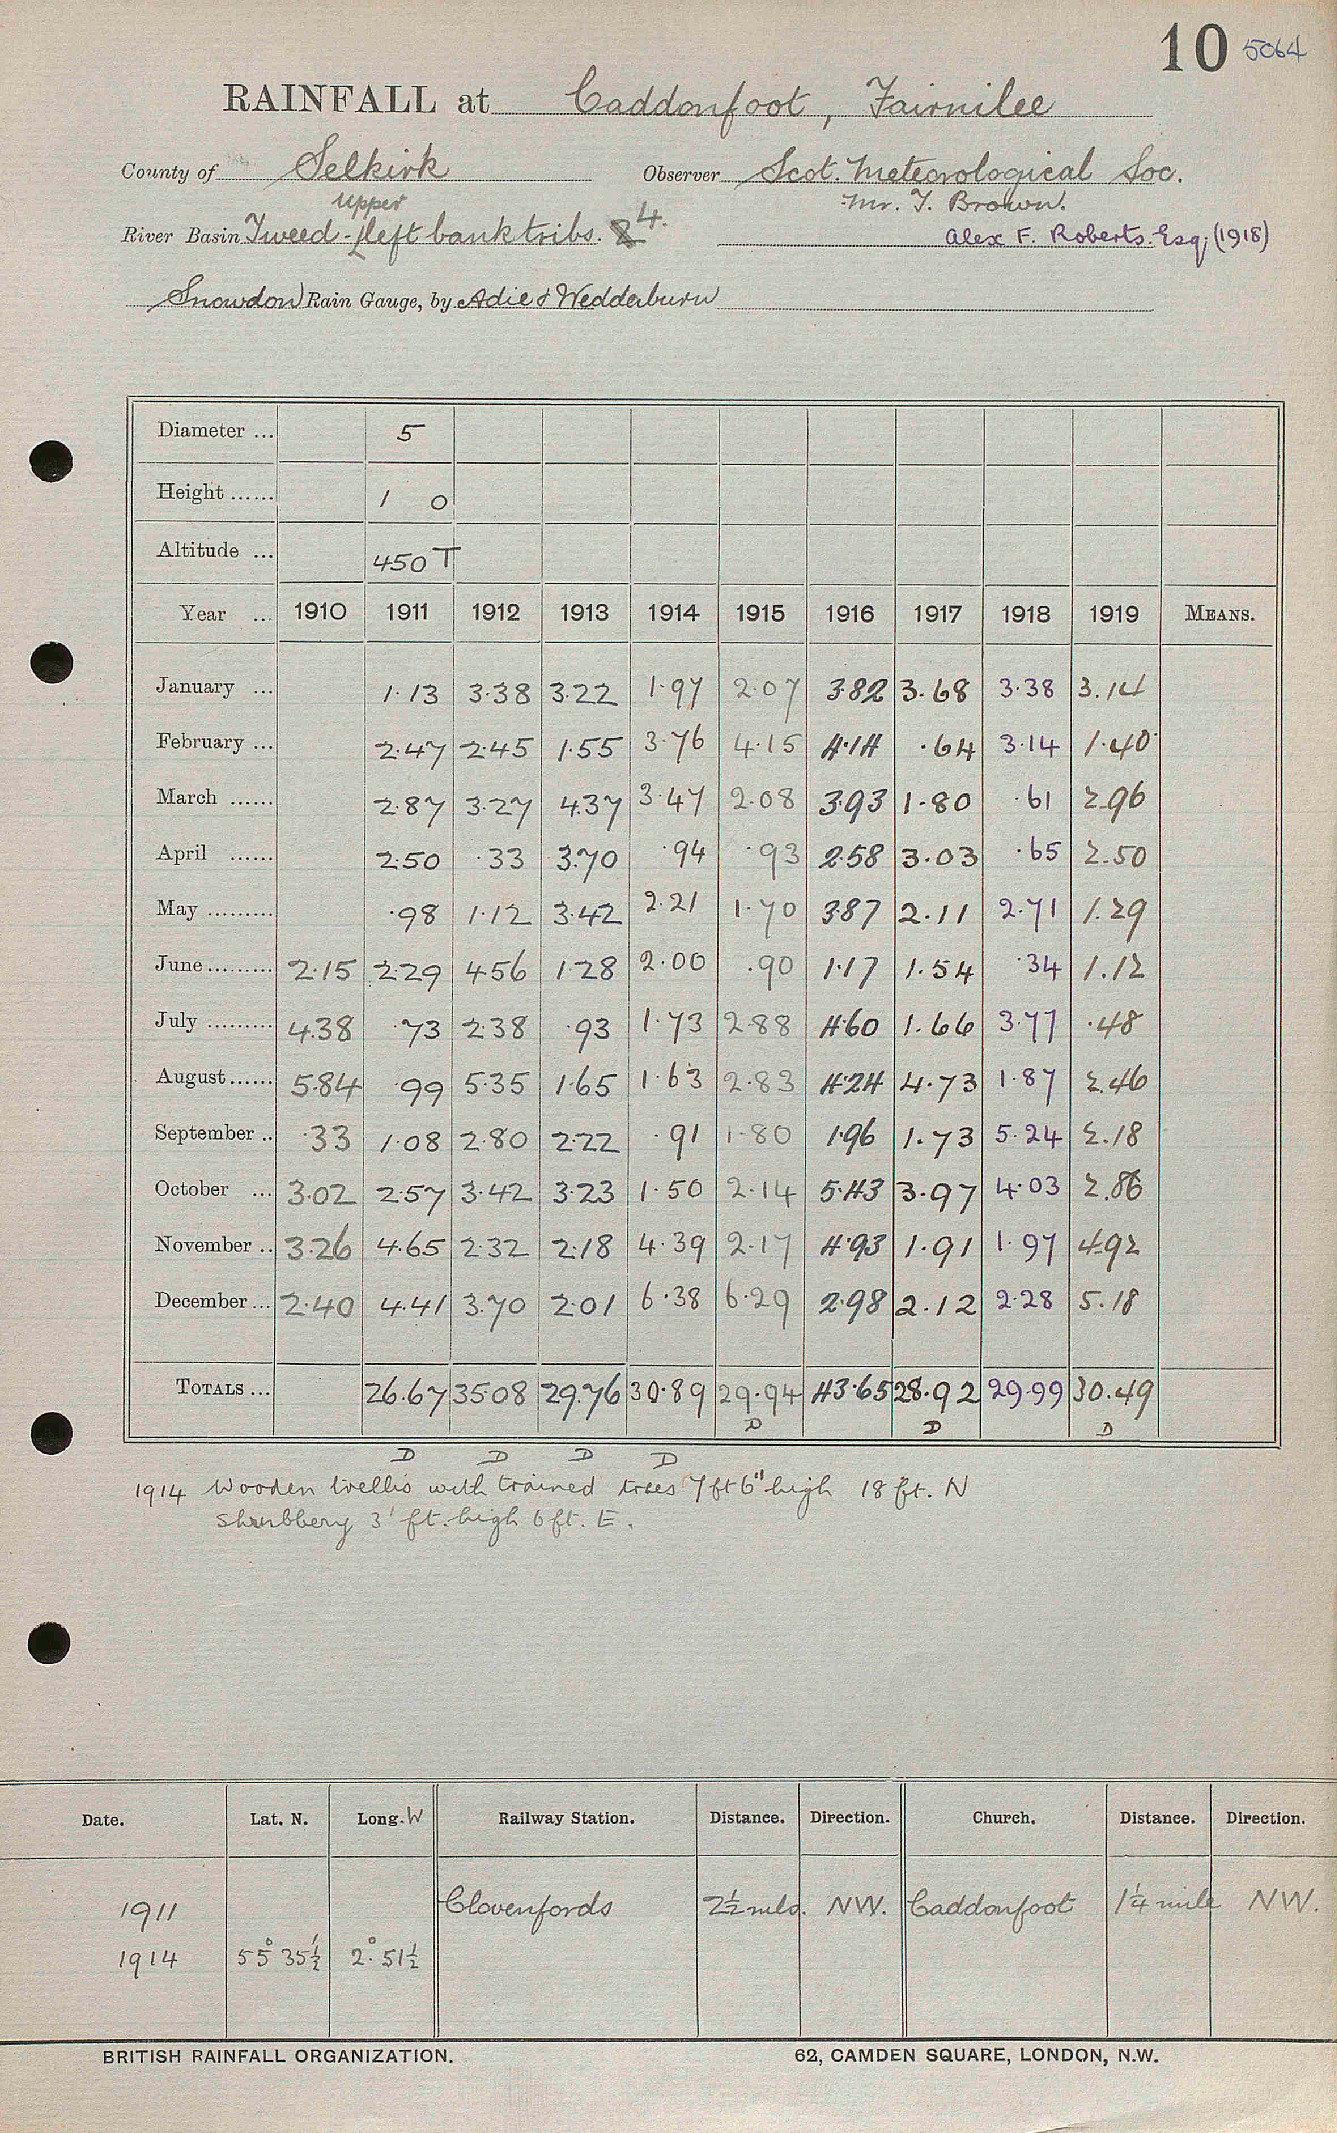 10 5064
RAINFALL at Caddonfoot, Fairnilee
County of Selkirk Observer Scot. Meteorological Soc.
Upper Mr. T. Brown.
River Basin Tweed - left bank tribs. 4. Alex F. Roberts. Esq; (1918)
Snowdon Rain Gauge, by Adie & Wedderburn
Diameter ... 5
Height ...... 1 0
Altitude ... 450 T
Year ... 1910 1911 1912 1913 1914 1915 1916 1917 1918 1919 MEANS.
January ... 1.13 3.38 3.22 1.97 2.07 3.82 3.68 3.38 3.14
February ... 2.47 2.45 1.55 3.76 4.15 4.14 .64 3.14 1.40
March ...... 2.87 3.27 4.37 3.47 2.08 3.93 1.80 .61 2.96
April ...... 2.50 .33 3.70 .94 .93 2.58 3.03 .65 2.50
May ......... .98 1.12 3.42 2.21 1.70 3.87 2.11 2.71 1.29
June ......... 2.15 2.29 4.56 1.28 2.00 .90 1.17 1.54 .34 1.12
July ......... 4.38 .73 2.38 .93 1.73 2.88 4.60 1.66 3.77 .48
August ...... 5.84 .99 5.35 1.65 1.63 2.83 4.24 4.73 1.87 2.46
September .. .33 1.08 2.80 2.22 .91 1.80 1.96 1.73 5.24 2.18
October ... 3.02 2.57 3.42 3.23 1.50 2.14 5.43 3.97 4.03 2.86
November .. 3.26 4.65 2.32 2.18 4.39 2.17 4.93 1.91 1.97 4.92
December ... 2.40 4.41 3.70 2.01 6.38 6.29 2.98 2.12 2.28 5.18
TOTALS ... 26.67 35.08 29.76 30.89 29.94 43.65 28.92 29.99 30.49
D D D
D D D D
1914 Wooden trellis with trained trees 7 ft 6" high 18 ft. N
Shrubbery 3 ft. high 6 ft. E.
Date. Lat. N. Long. W Railway Station. Distance. Direction. Church. Distance. Direction.
1911 Clovenfords 2½ mls. NW. Caddonfoot 1¼ mile NW.
1914 55° 35½' 2° 51½
BRITISH RAINFALL ORGANIZATION. 62, CAMDEN SQUARE, LONDON, N.W.